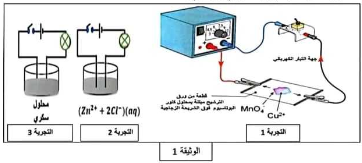 جهة التيار الكهربائي
قطعة من ورق
الترشيح مبللة بمحلول كلور
البوتاسيوم فوق الشريحة الزجاجية
MnO₄⁻
Cu²⁺
محلول
سكري
(Zn²⁺ + 2Cl⁻)(aq)
التجربة 1
التجربة 2
التجربة 3
الوثيقة 1